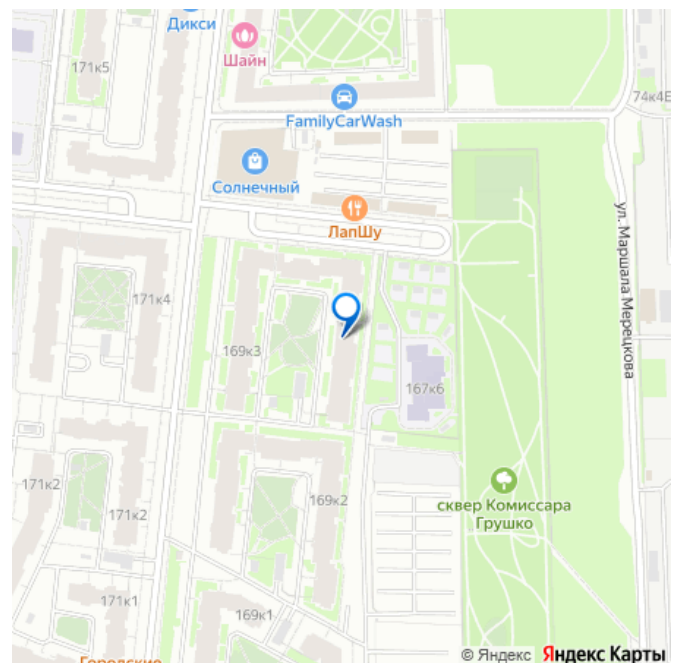 Дикси
Шайн
171к5
74к4Е
FamilyCarWash
Солнечный
ЛапШу
ул. Маршала Мерецкова
171к4
169к3
167к6
171к2
171к2
169к2
сквер Комиссара
Грушко
171к1
169к1
Городские
© Яндекс Яндекс Карты